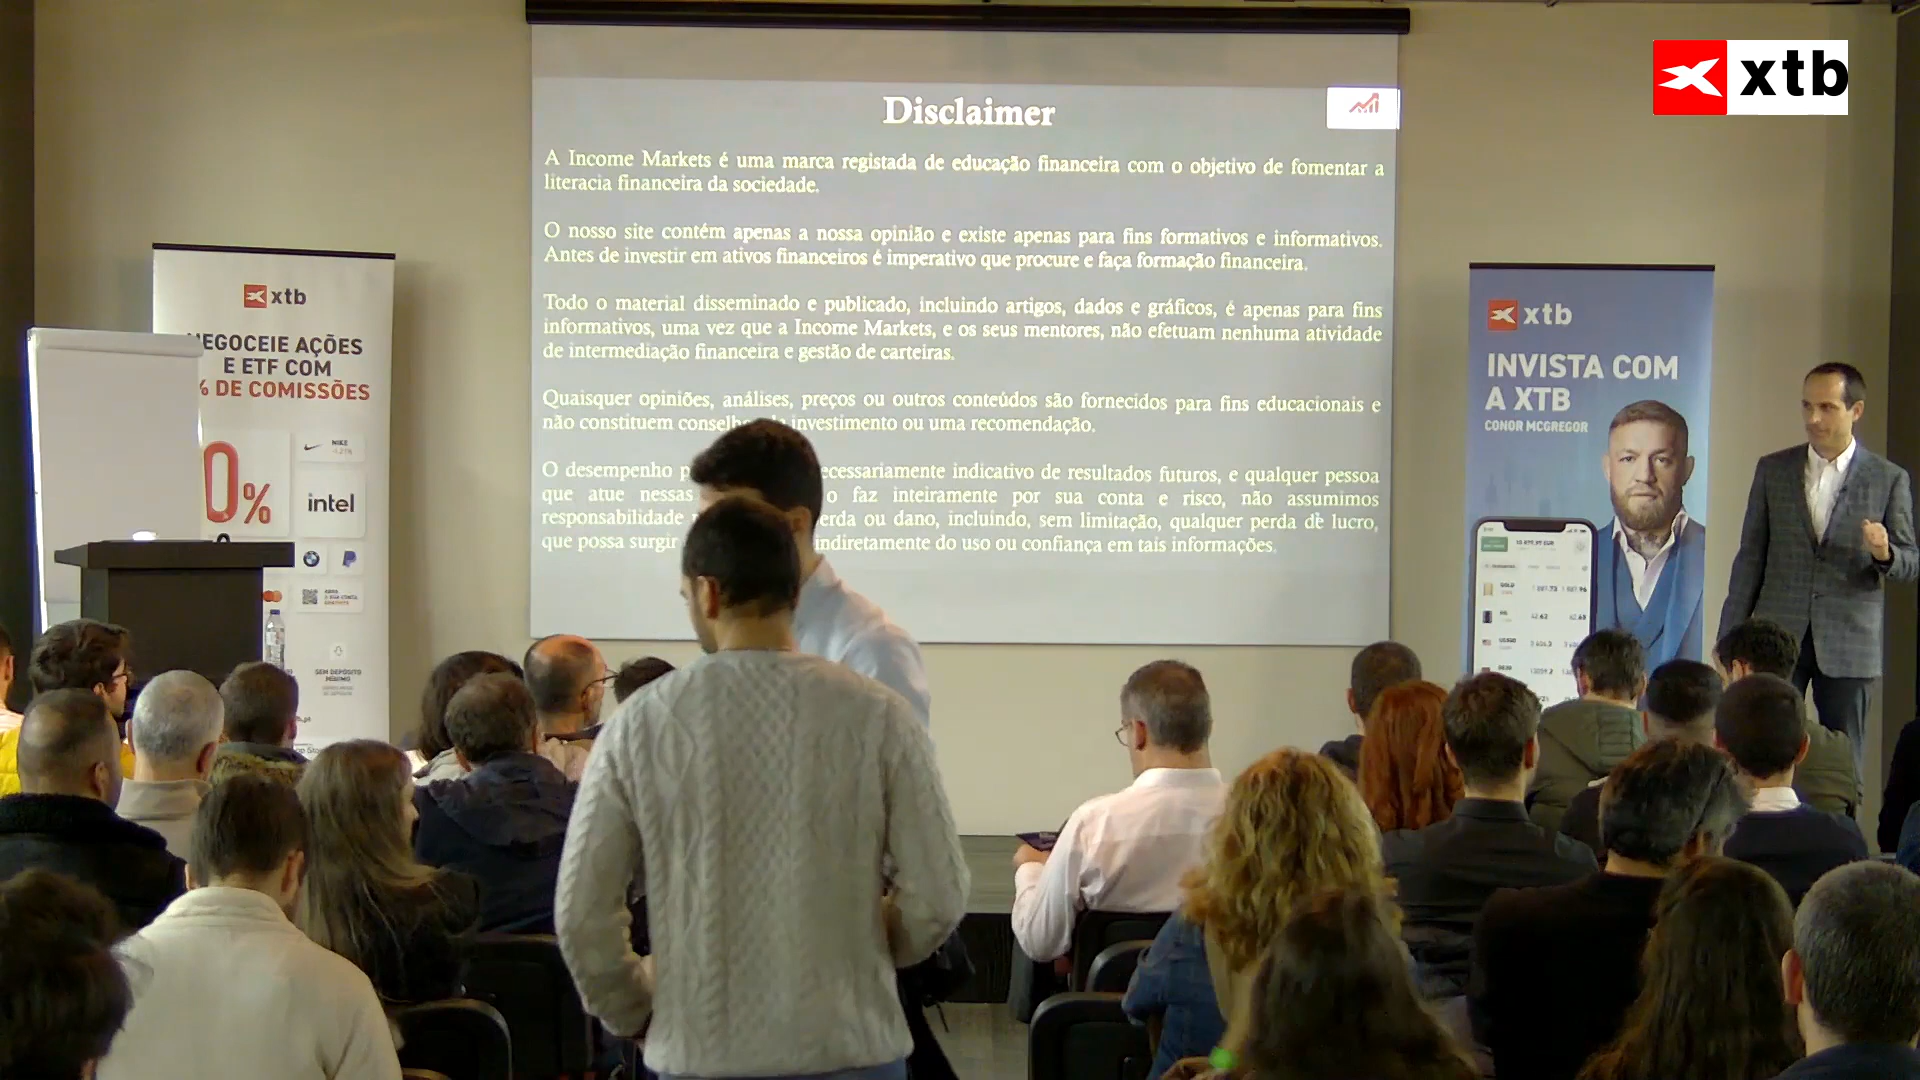 xtb
Disclaimer
A Income Markets é uma marca registada de educação financeira com o objetivo de fomentar a
literacia financeira da sociedade.
O nosso site contém apenas a nossa opinião e existe apenas para fins formativos e informativos.
Antes de investir em ativos financeiros é imperativo que procure e faça formação financeira.
Todo o material disseminado e publicado, incluindo artigos, dados e gráficos, é apenas para fins
informativos, uma vez que a Income Markets, e os seus mentores, não efetuam nenhuma atividade
de intermediação financeira e gestão de carteiras.
Quaisquer opiniões, análises, preços ou outros conteúdos são fornecidos para fins educacionais e
não constituem investimento ou uma recomendação.
O desempenho indicativo de resultados futuros, e qualquer pessoa
que atue nessas o faz inteiramente por sua conta e risco, não assumimos
responsabilidade ou dano, incluindo, sem limitação, qualquer perda de lucro,
que possa surgir indiretamente do uso ou confiança em tais informações.
xtb
NEGOCEIE AÇÕES
E ETF COM
% DE COMISSÕES
0%
NIKE
intel
SEM DEPÓSITO
MÍNIMO
xtb
INVISTA COM
A XTB
CONOR MCGREGOR
GOLD